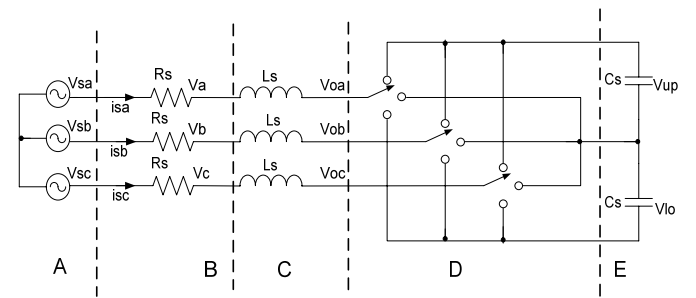 Vsa Rs Va Ls Voa Cs Vup
isa
Vsb Rs Vb Ls Vob
isb
Vsc Rs Vc Ls Voc Cs Vlo
isc
A B C D E